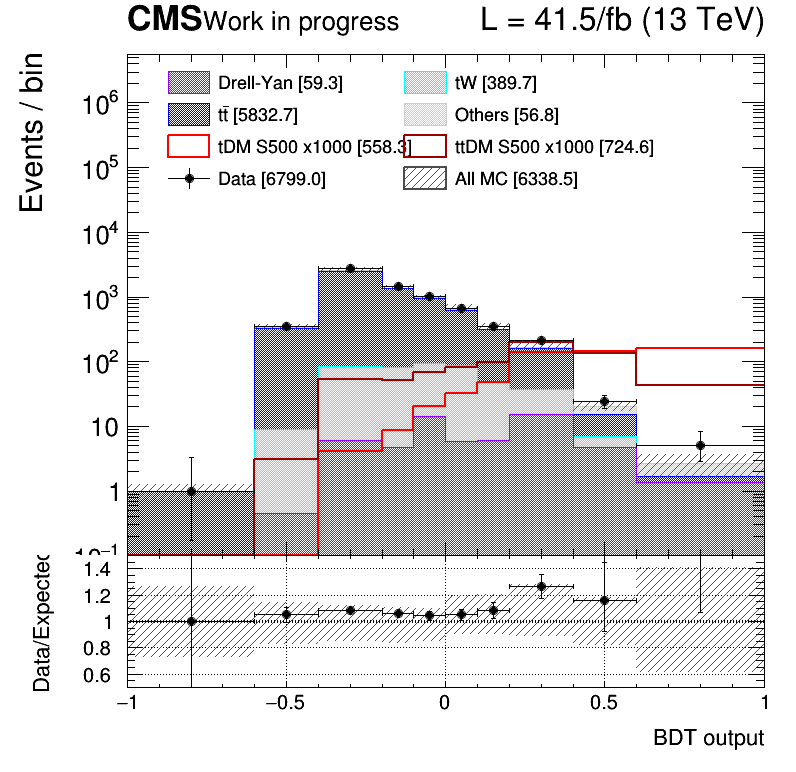 CMS Work in progress L = 41.5/fb (13 TeV)
Events / bin
Drell-Yan [59.3] tW [389.7]
tt̄ [5832.7] Others [56.8]
tDM S500 x1000 [558.3] ttDM S500 x1000 [724.6]
Data [6799.0] All MC [6338.5]
10⁶
10⁵
10⁴
10³
10²
10
1
10⁻¹
Data/Expected
1.4
1.2
1
0.8
0.6
−1 −0.5 0 0.5 1
BDT output